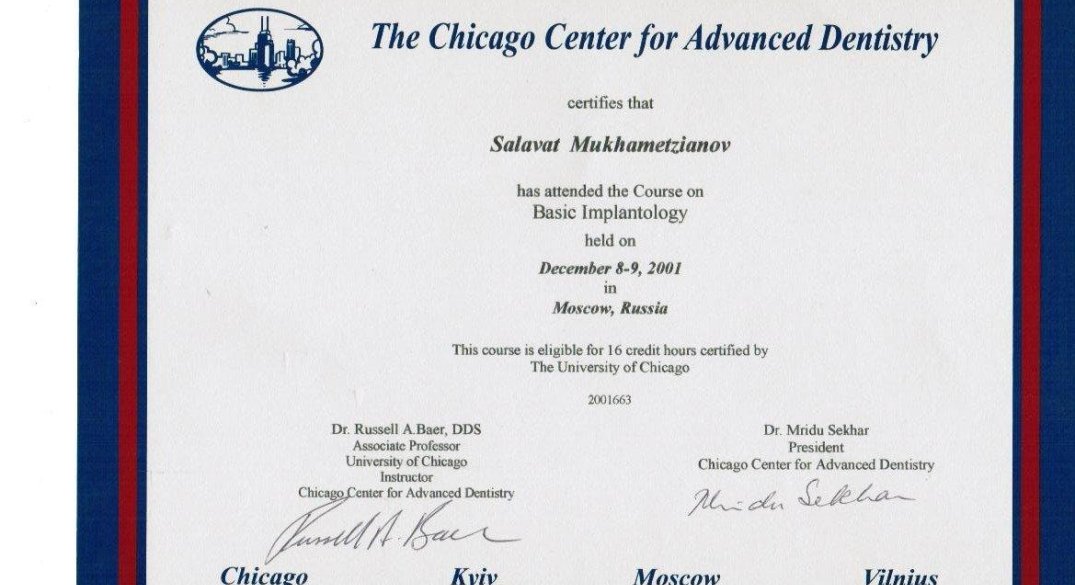 The Chicago Center for Advanced Dentistry
certifies that
Salavat Mukhametzianov
has attended the Course on
Basic Implantology
held on
December 8-9, 2001
in
Moscow, Russia
This course is eligible for 16 credit hours certified by
The University of Chicago
2001663
Dr. Russell A.Baer, DDS
Associate Professor
University of Chicago
Instructor
Chicago Center for Advanced Dentistry
Russell A. Baer
Dr. Mridu Sekhar
President
Chicago Center for Advanced Dentistry
Mridu Sekhar
Chicago Kyiv Moscow Vilnius